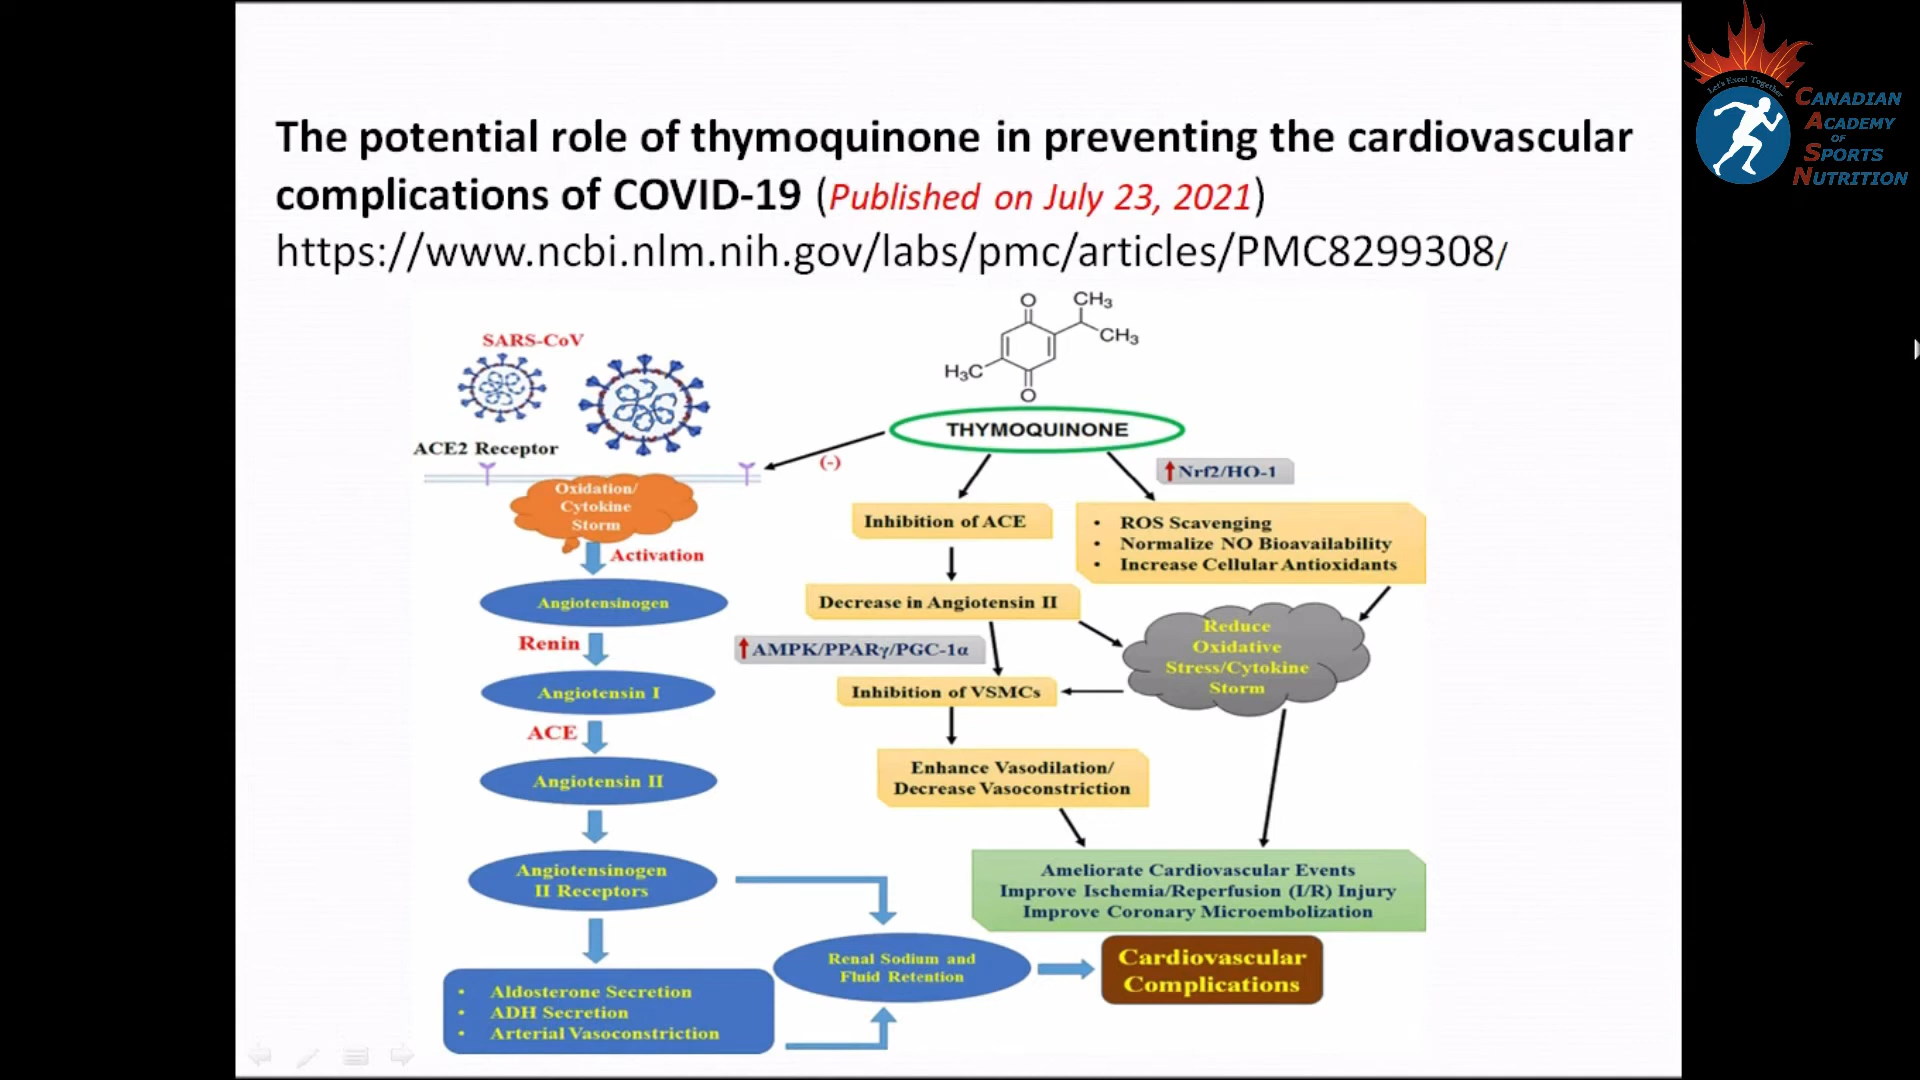 The potential role of thymoquinone in preventing the cardiovascular
complications of COVID-19 (Published on July 23, 2021)
https://www.ncbi.nlm.nih.gov/labs/pmc/articles/PMC8299308/
Let's Excel Together
CANADIAN
ACADEMY
OF
SPORTS
NUTRITION
SARS-CoV
ACE2 Receptor
Oxidation/
Cytokine
Storm
Activation
Angiotensinogen
Renin
Angiotensin I
ACE
Angiotensin II
Angiotensinogen
II Receptors
• Aldosterone Secretion
• ADH Secretion
• Arterial Vasoconstriction
Renal Sodium and
Fluid Retention
Cardiovascular
Complications
O
CH3
CH3
H3C
O
THYMOQUINONE
(-)
Nrf2/HO-1
Inhibition of ACE
• ROS Scavenging
• Normalize NO Bioavailability
• Increase Cellular Antioxidants
Decrease in Angiotensin II
AMPK/PPARγ/PGC-1α
Reduce
Oxidative
Stress/Cytokine
Storm
Inhibition of VSMCs
Enhance Vasodilation/
Decrease Vasoconstriction
Ameliorate Cardiovascular Events
Improve Ischemia/Reperfusion (I/R) Injury
Improve Coronary Microembolization